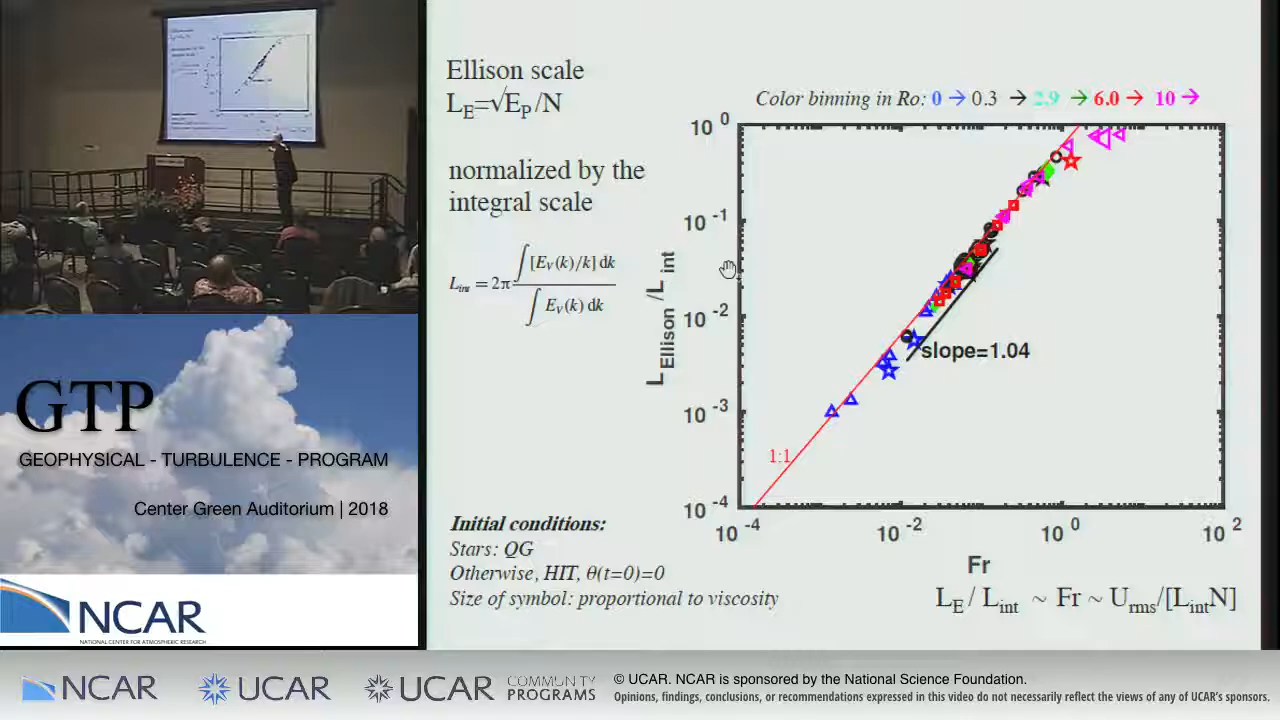 Ellison scale
L_E=√E_P/N
normalized by the
integral scale
L_int = 2π ∫[E_V(k)/k] dk / ∫E_V(k) dk
Initial conditions:
Stars: QG
Otherwise, HIT, θ(t=0)=0
Size of symbol: proportional to viscosity
Color binning in Ro: 0 → 0.3 → 2.9 → 6.0 → 10 →
10^0
10^-1
10^-2
10^-3
10^-4
L_Ellison /L_int
slope=1.04
1:1
10^-4
10^-2
10^0
10^2
Fr
L_E/ L_int ~ Fr ~ U_rms/[L_intN]
GTP
GEOPHYSICAL - TURBULENCE - PROGRAM
Center Green Auditorium | 2018
NCAR
NATIONAL CENTER FOR ATMOSPHERIC RESEARCH
NCAR
UCAR
UCAR
COMMUNITY
PROGRAMS
© UCAR. NCAR is sponsored by the National Science Foundation.
Opinions, findings, conclusions, or recommendations expressed in this video do not necessarily reflect the views of any of UCAR's sponsors.